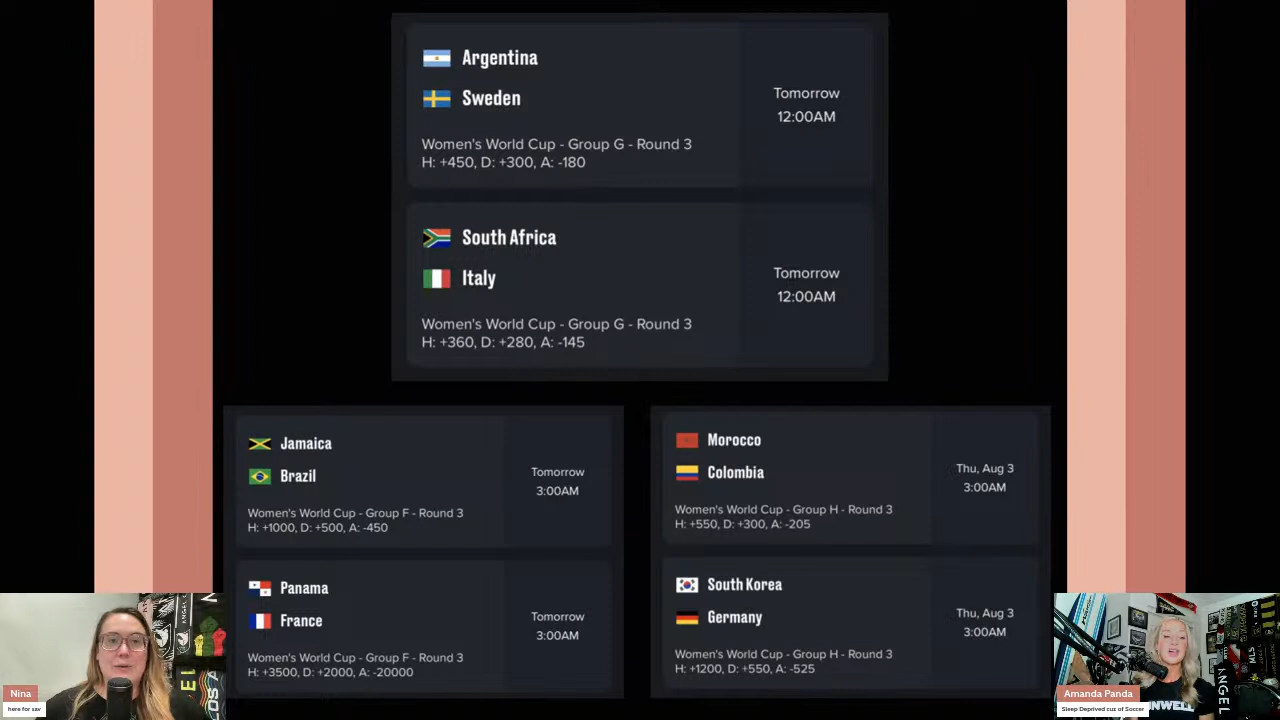 Argentina
Sweden
Tomorrow
12:00AM
Women's World Cup - Group G - Round 3
H: +450, D: +300, A: -180
South Africa
Italy
Tomorrow
12:00AM
Women's World Cup - Group G - Round 3
H: +360, D: +280, A: -145
Jamaica
Brazil
Tomorrow
3:00AM
Women's World Cup - Group F - Round 3
H: +1000, D: +500, A: -450
Panama
France
Tomorrow
3:00AM
Women's World Cup - Group F - Round 3
H: +3500, D: +2000, A: -20000
Morocco
Colombia
Thu, Aug 3
3:00AM
Women's World Cup - Group H - Round 3
H: +550, D: +300, A: -205
South Korea
Germany
Thu, Aug 3
3:00AM
Women's World Cup - Group H - Round 3
H: +1200, D: +550, A: -525
Nina
here for sav
Amanda Panda
Sleep Deprived cuz of Soccer
ANGEL
MLS